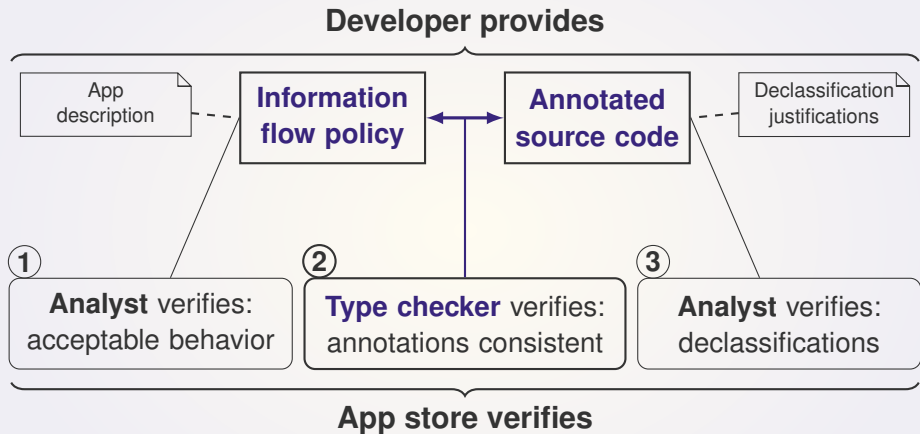 Developer provides
App
description
Information
flow policy
Annotated
source code
Declassification
justifications
1
Analyst verifies:
acceptable behavior
2
Type checker verifies:
annotations consistent
3
Analyst verifies:
declassifications
App store verifies